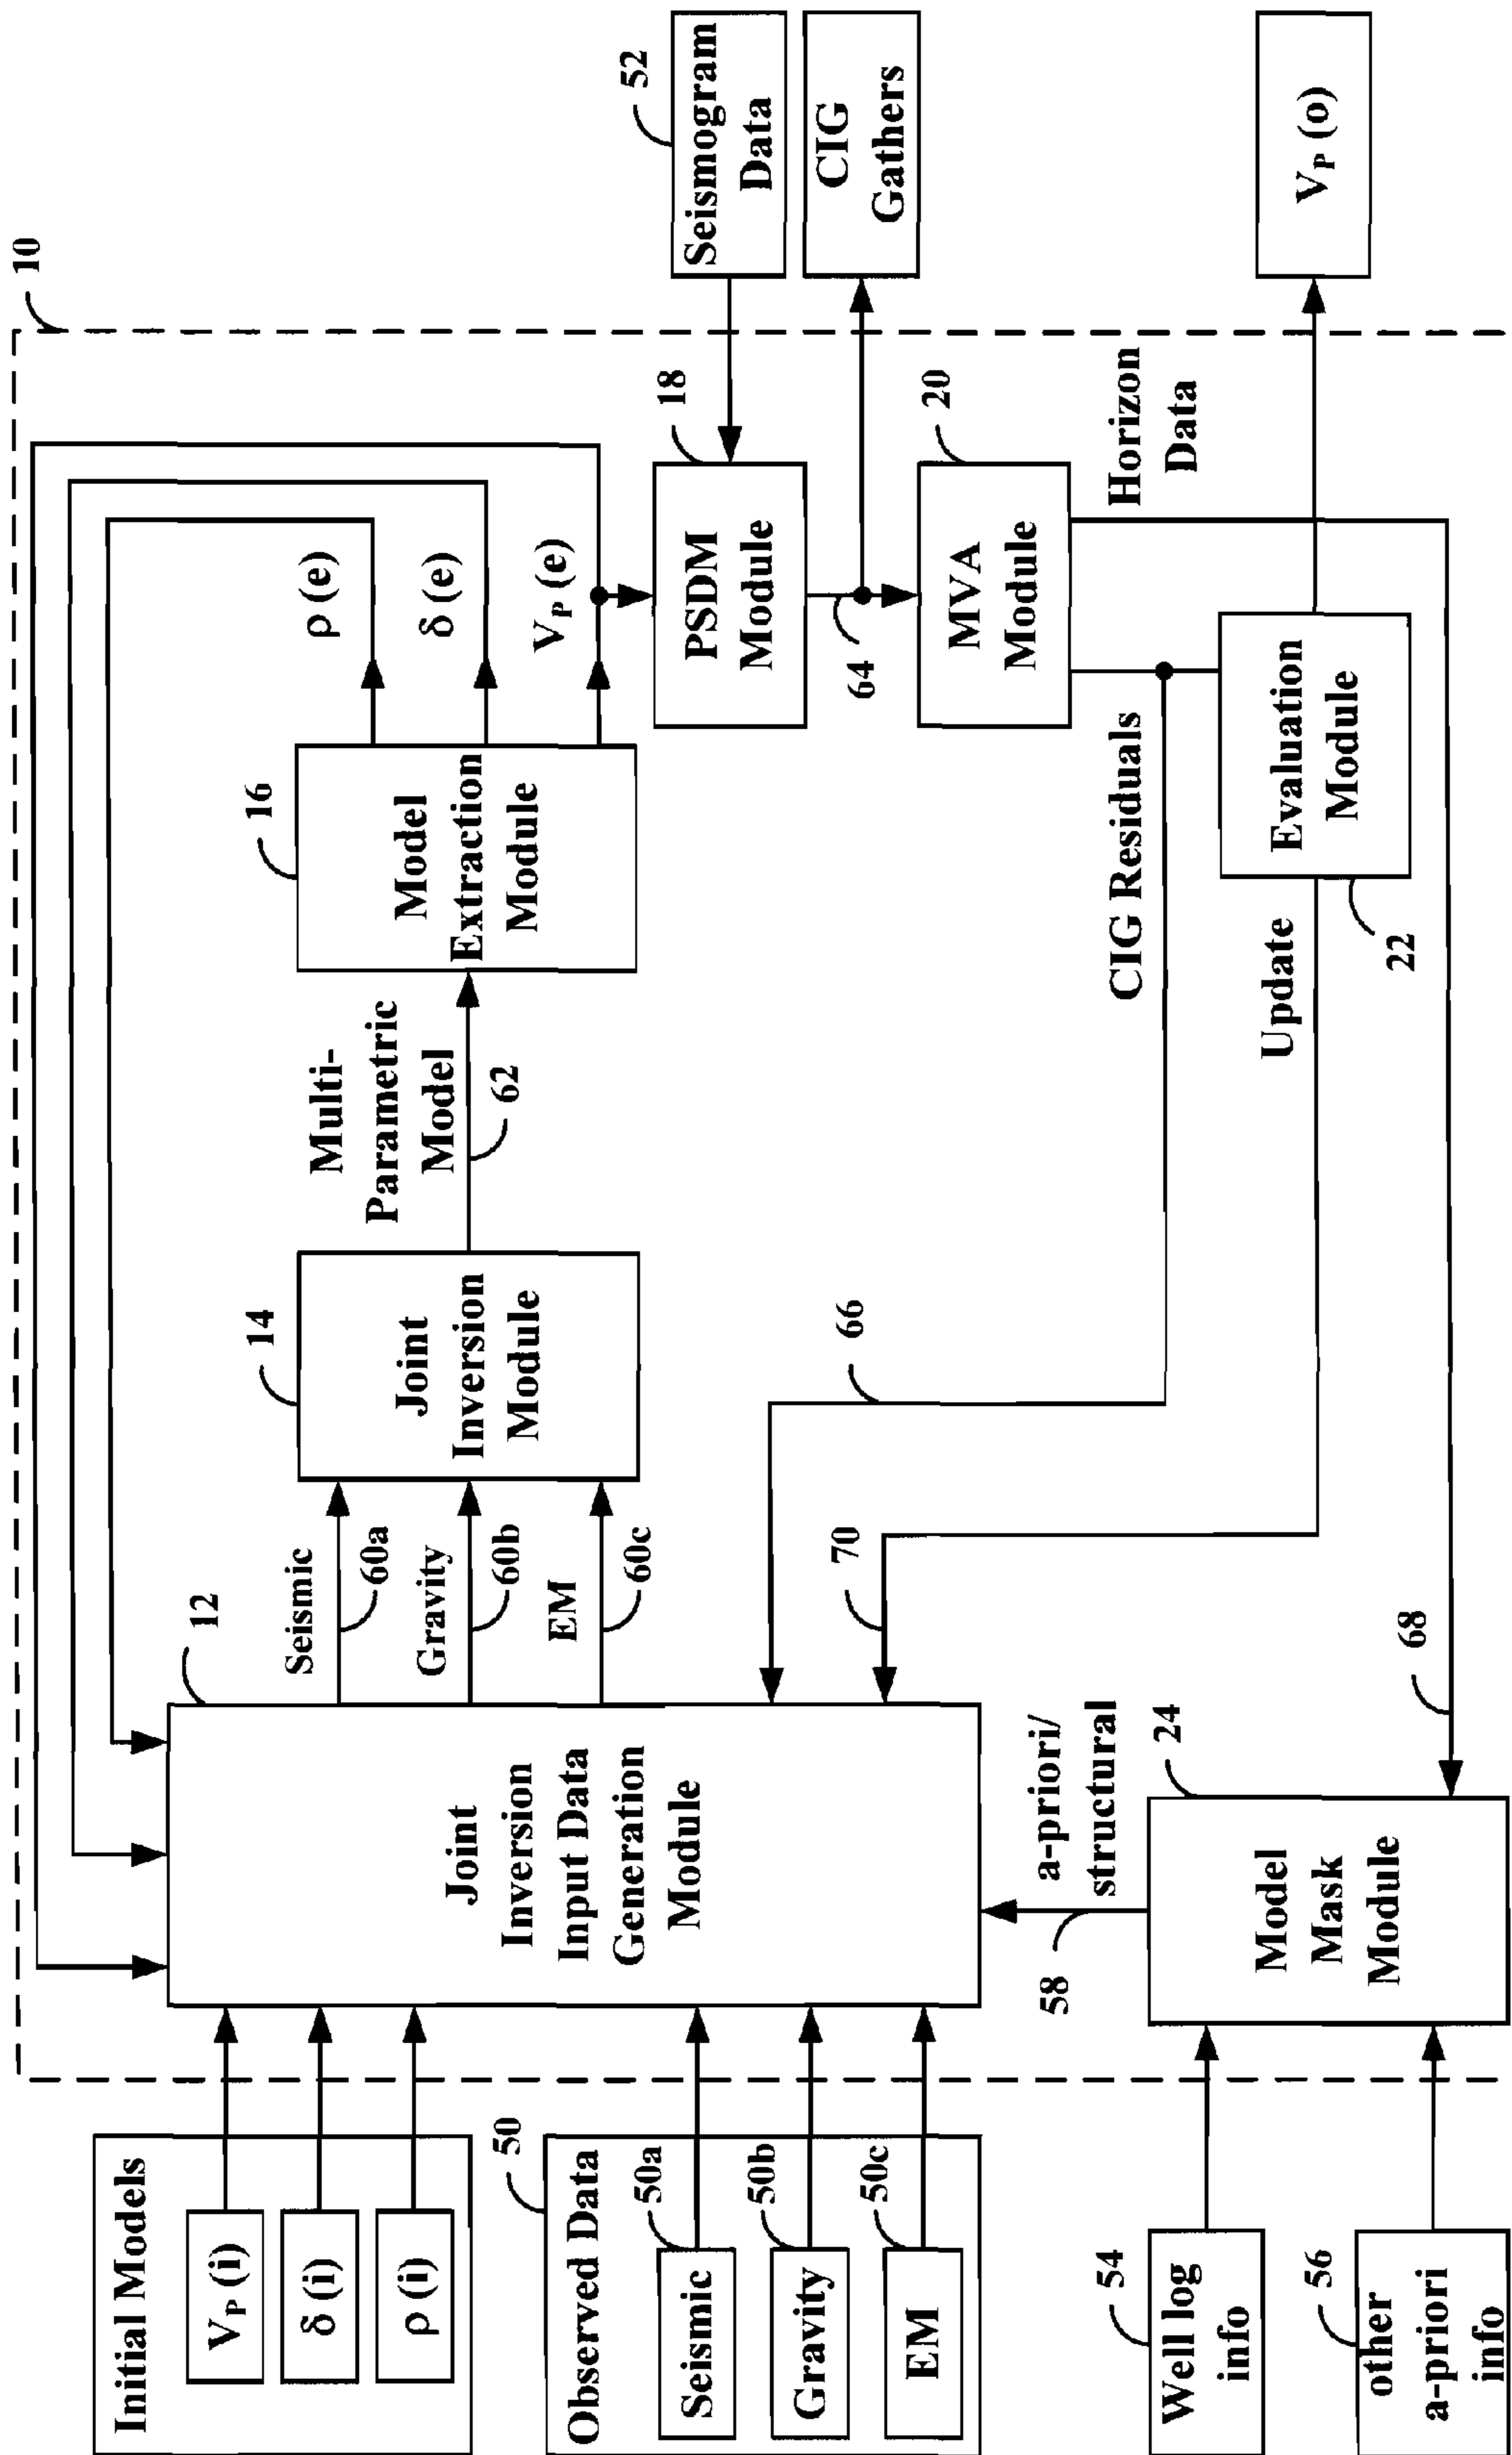 10
Initial Models
V_P (i)
δ (i)
ρ (i)
50
Observed Data
Seismic
50a
Gravity
50b
EM
50c
54
Well log
info
56
other
a-priori
info
12
Joint
Inversion
Input Data
Generation
Module
Seismic
60a
Gravity
60b
EM
60c
a-priori/
structural
58
24
Model
Mask
Module
68
14
Joint
Inversion
Module
Multi-
Parametric
Model
62
16
Model
Extraction
Module
ρ (e)
δ (e)
V_P (e)
18
PSDM
Module
64
20
MVA
Module
Horizon
Data
CIG Residuals
66
Evaluation
Module
22
Update
70
52
Seismogram
Data
CIG
Gathers
V_P (o)